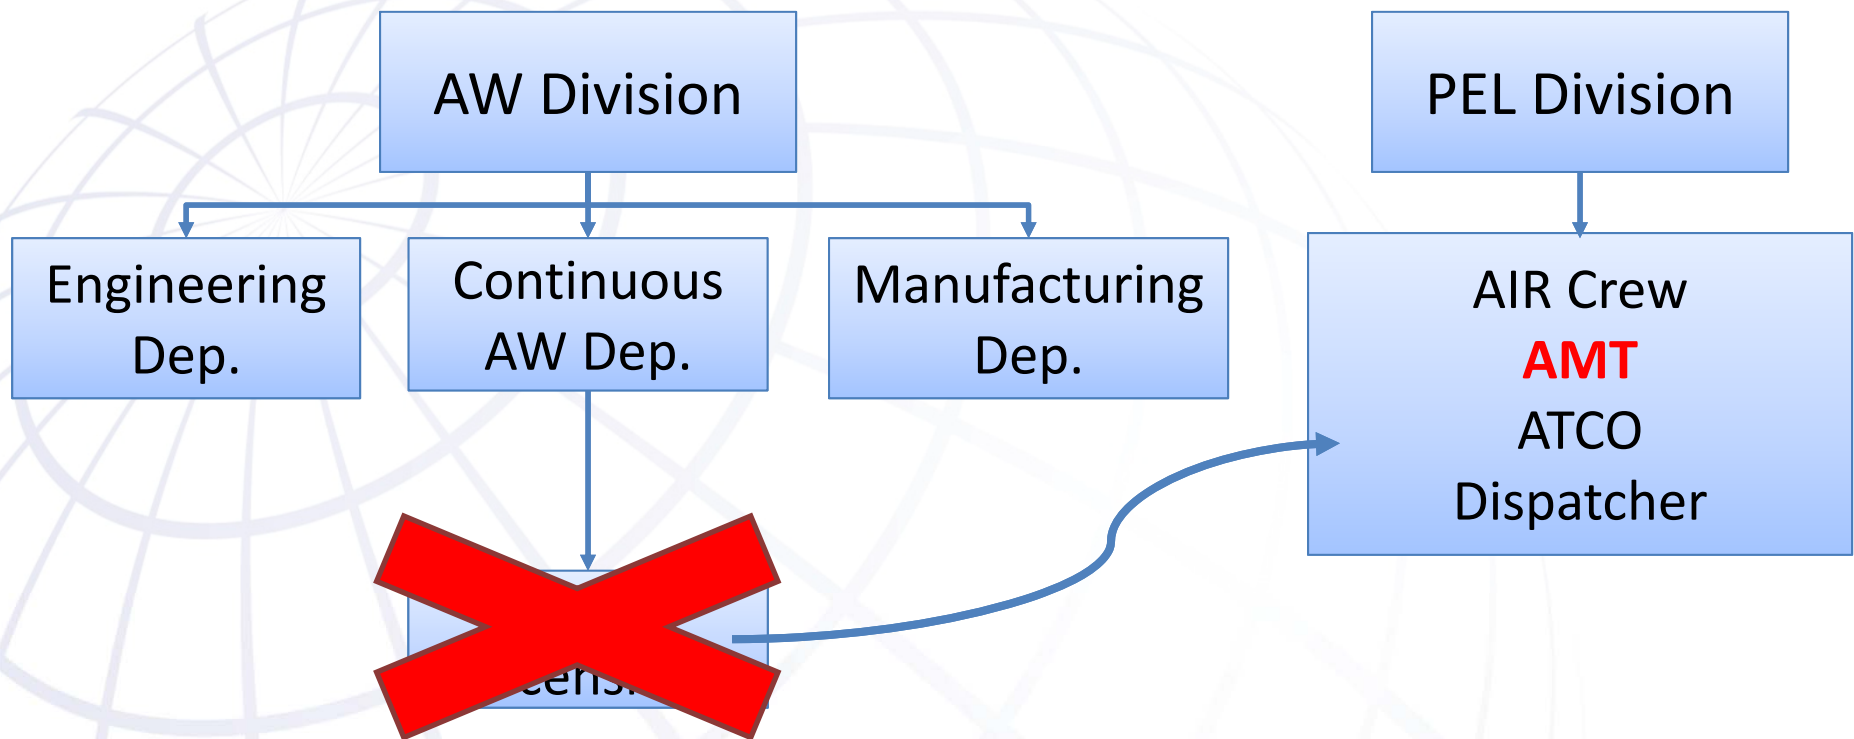 AW Division
PEL Division
Engineering
Dep.
Continuous
AW Dep.
Manufacturing
Dep.
AIR Crew
AMT
ATCO
Dispatcher